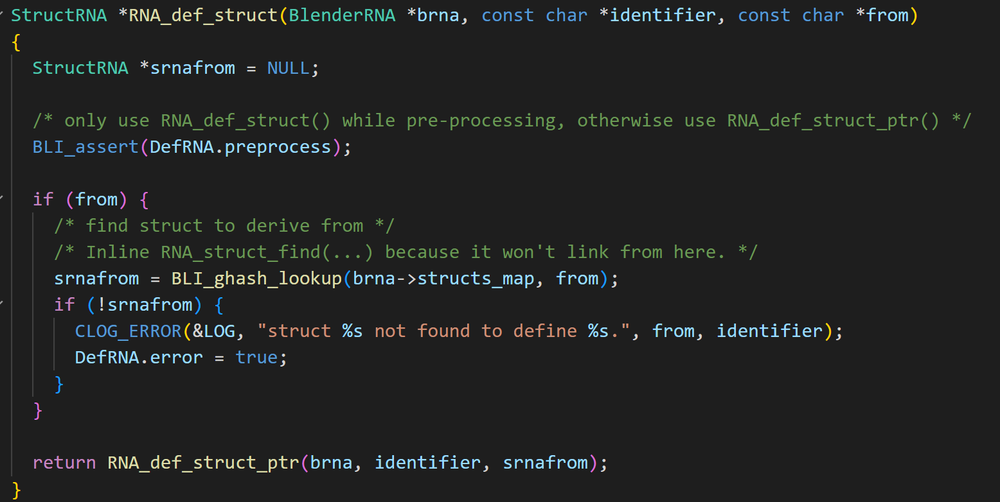 StructRNA *RNA_def_struct(BlenderRNA *brna, const char *identifier, const char *from)
{
  StructRNA *srnafrom = NULL;

  /* only use RNA_def_struct() while pre-processing, otherwise use RNA_def_struct_ptr() */
  BLI_assert(DefRNA.preprocess);

  if (from) {
    /* find struct to derive from */
    /* Inline RNA_struct_find(...) because it won't link from here. */
    srnafrom = BLI_ghash_lookup(brna->structs_map, from);
    if (!srnafrom) {
      CLOG_ERROR(&LOG, "struct %s not found to define %s.", from, identifier);
      DefRNA.error = true;
    }
  }

  return RNA_def_struct_ptr(brna, identifier, srnafrom);
}